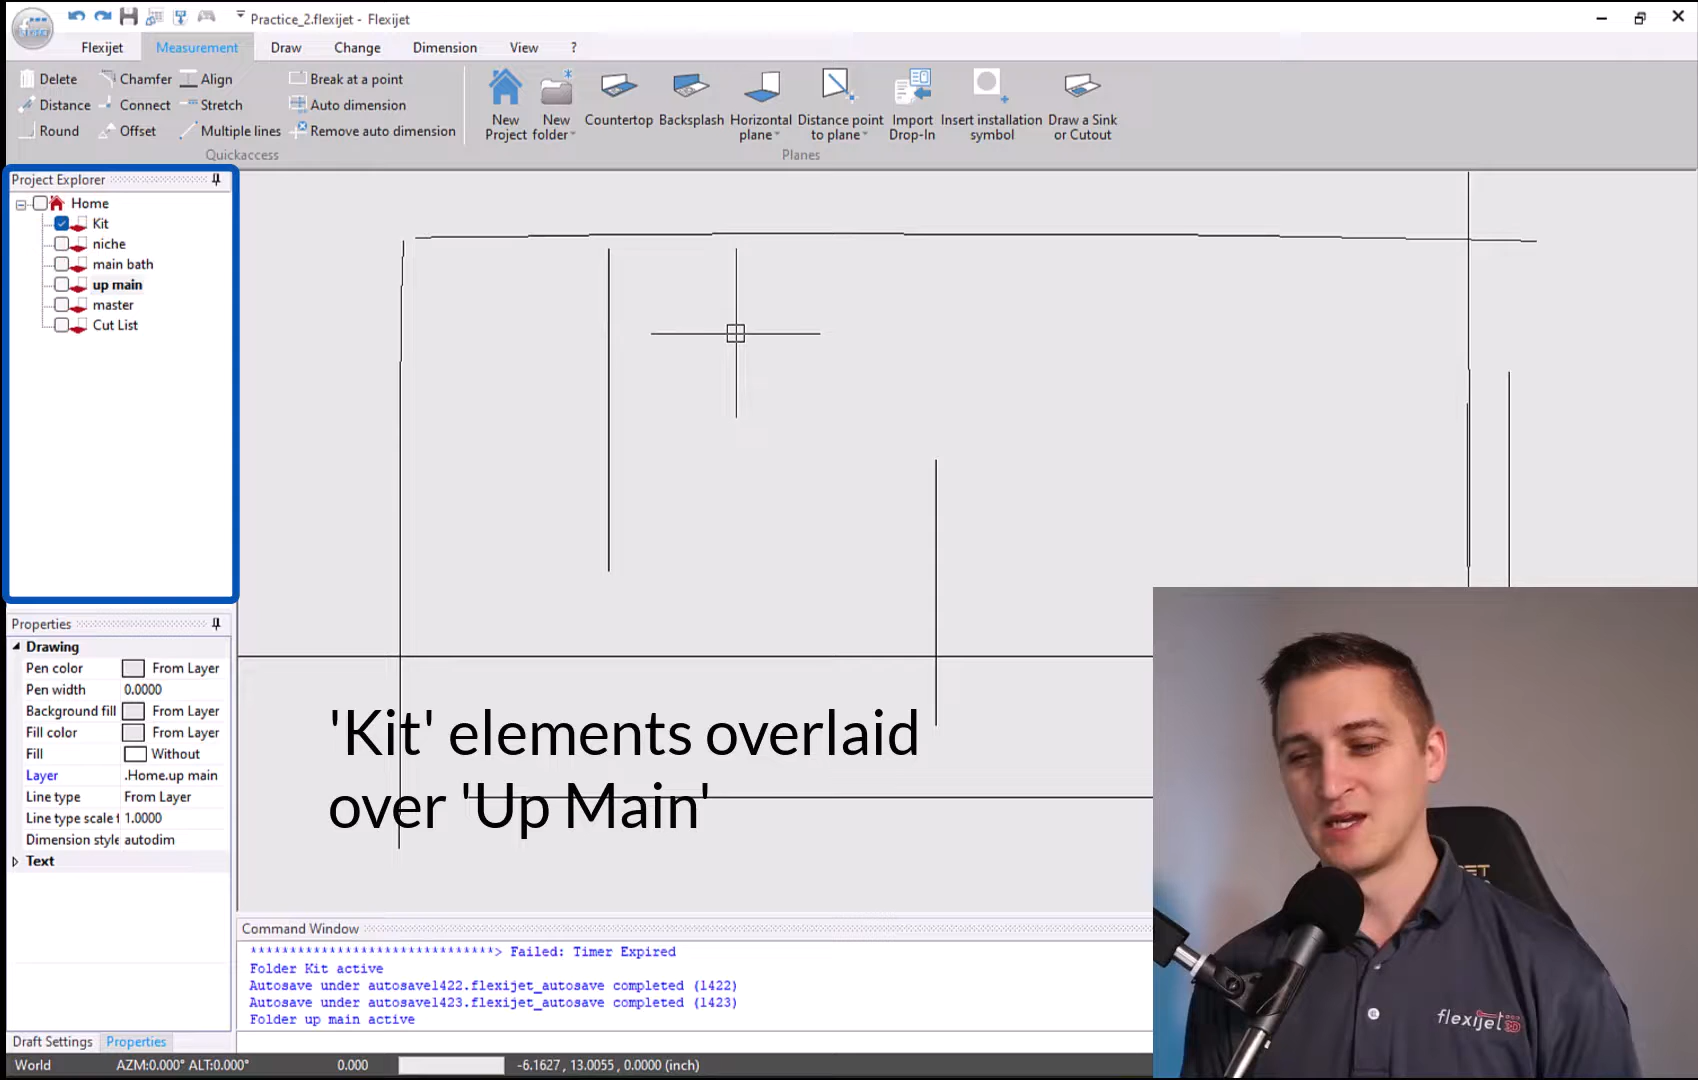 Practice_2.flexijet - Flexijet
Flexijet Measurement Draw Change Dimension View ?
Delete Chamfer Align Break at a point
Distance Connect Stretch Auto dimension
Round Offset Multiple lines Remove auto dimension
Quickaccess
New Project
New folder
Countertop
Backsplash
Horizontal plane
Distance point to plane
Import Drop-In
Insert installation symbol
Draw a Sink or Cutout
Planes
Project Explorer
Home
Kit
niche
main bath
up main
master
Cut List
Properties
Drawing
Pen color From Layer
Pen width 0.0000
Background fill From Layer
Fill color From Layer
Fill Without
Layer .Home.up main
Line type From Layer
Line type scale f 1.0000
Dimension style autodim
Text
Draft Settings Properties
'Kit' elements overlaid
over 'Up Main'
Command Window
******************************> Failed: Timer Expired
Folder Kit active
Autosave under autosave1422.flexijet_autosave completed (1422)
Autosave under autosave1423.flexijet_autosave completed (1423)
Folder up main active
World AZM:0.000° ALT:0.000° 0.000 -6.1627 , 13.0055 , 0.0000 (inch)
flexijet 3D